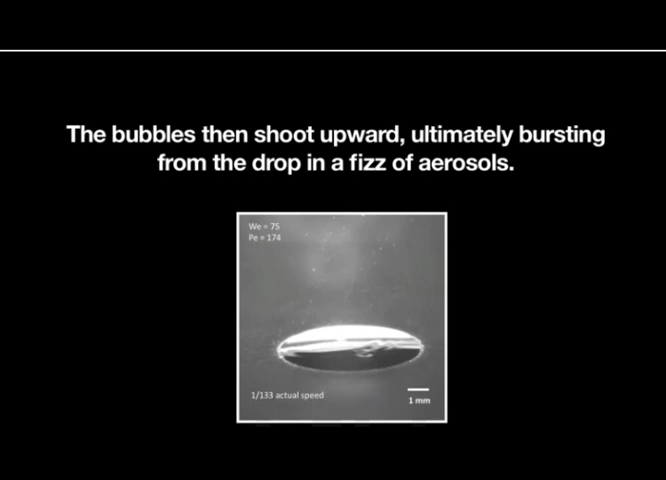 The bubbles then shoot upward, ultimately bursting
from the drop in a fizz of aerosols.
We = 75
Pe = 174
1/133 actual speed
1 mm